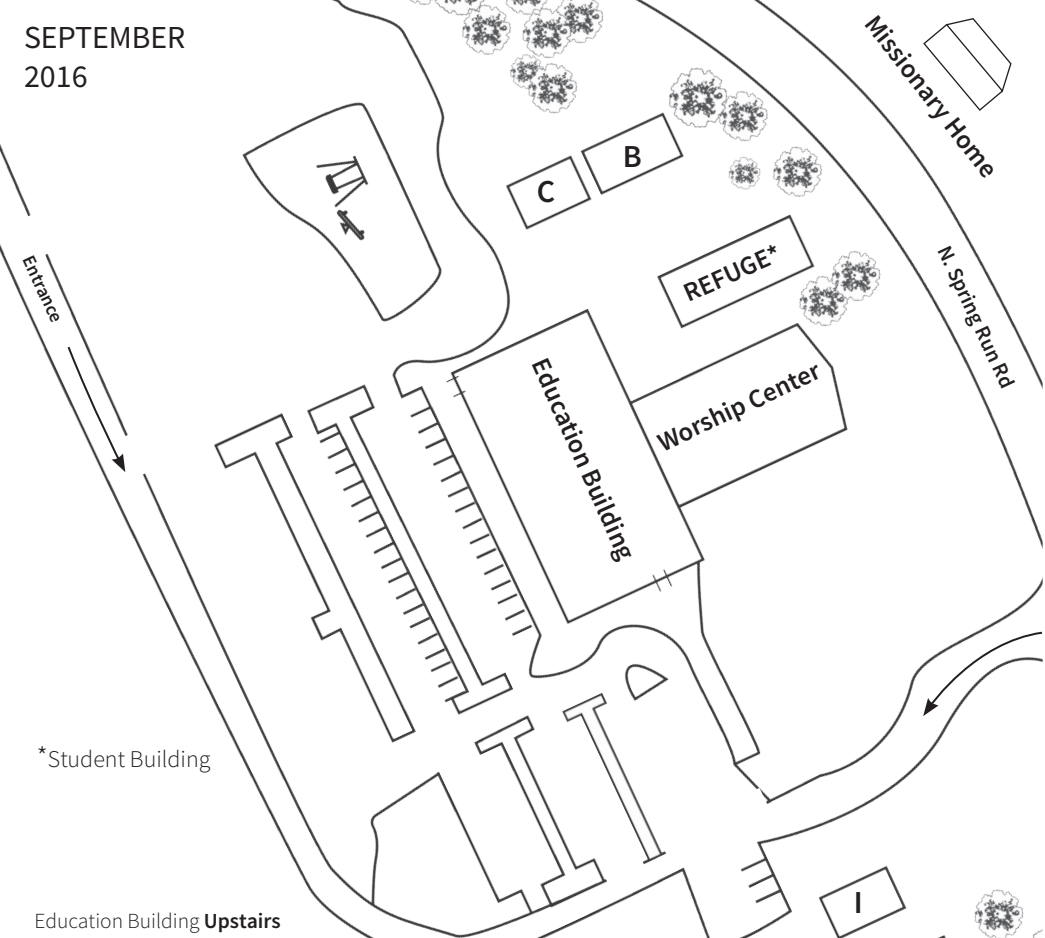 SEPTEMBER
2016
Missionary Home
B
C
REFUGE*
Entrance
N. Spring Run Rd
Education Building
Worship Center
*Student Building
I
Education Building Upstairs